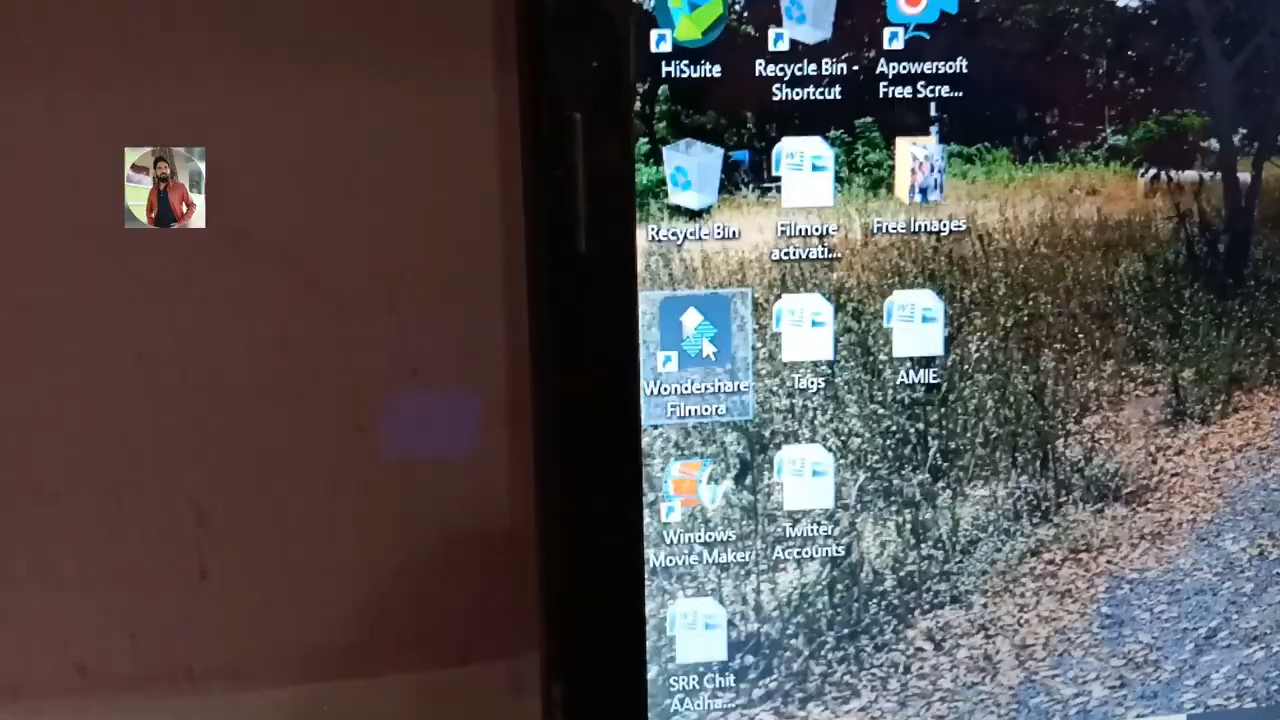 HiSuite
Recycle Bin -
Shortcut
Apowersoft
Free Scre...
Recycle Bin
Filmore
activati...
Free Images
Wondershare
Filmora
Tags
AMIE
Windows
Movie Maker
Twitter
Accounts
SRR Chit
AAdha...